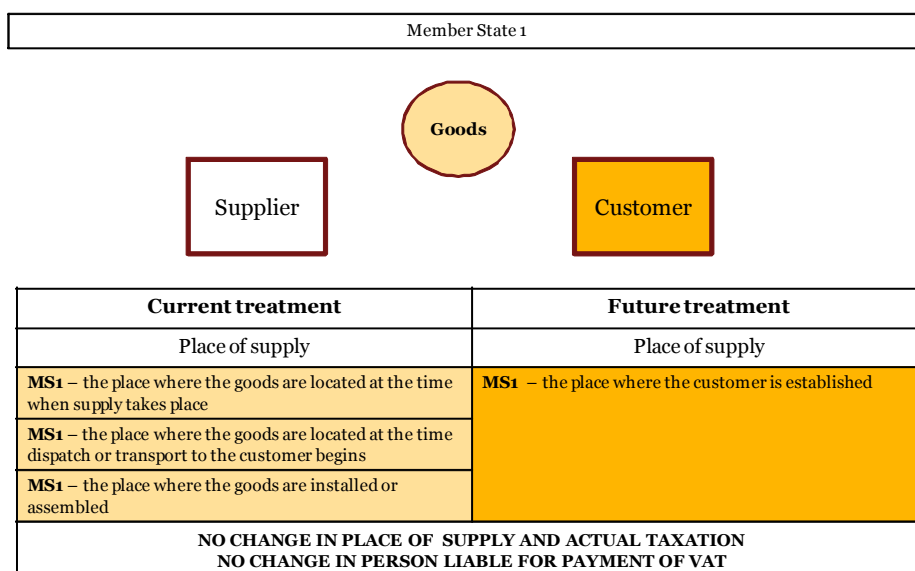 Member State 1
Goods
Supplier
Customer
Current treatment
Future treatment
Place of supply
Place of supply
MS1 – the place where the goods are located at the time
when supply takes place
MS1 – the place where the customer is established
MS1 – the place where the goods are located at the time
dispatch or transport to the customer begins
MS1 – the place where the goods are installed or
assembled
NO CHANGE IN PLACE OF SUPPLY AND ACTUAL TAXATION
NO CHANGE IN PERSON LIABLE FOR PAYMENT OF VAT